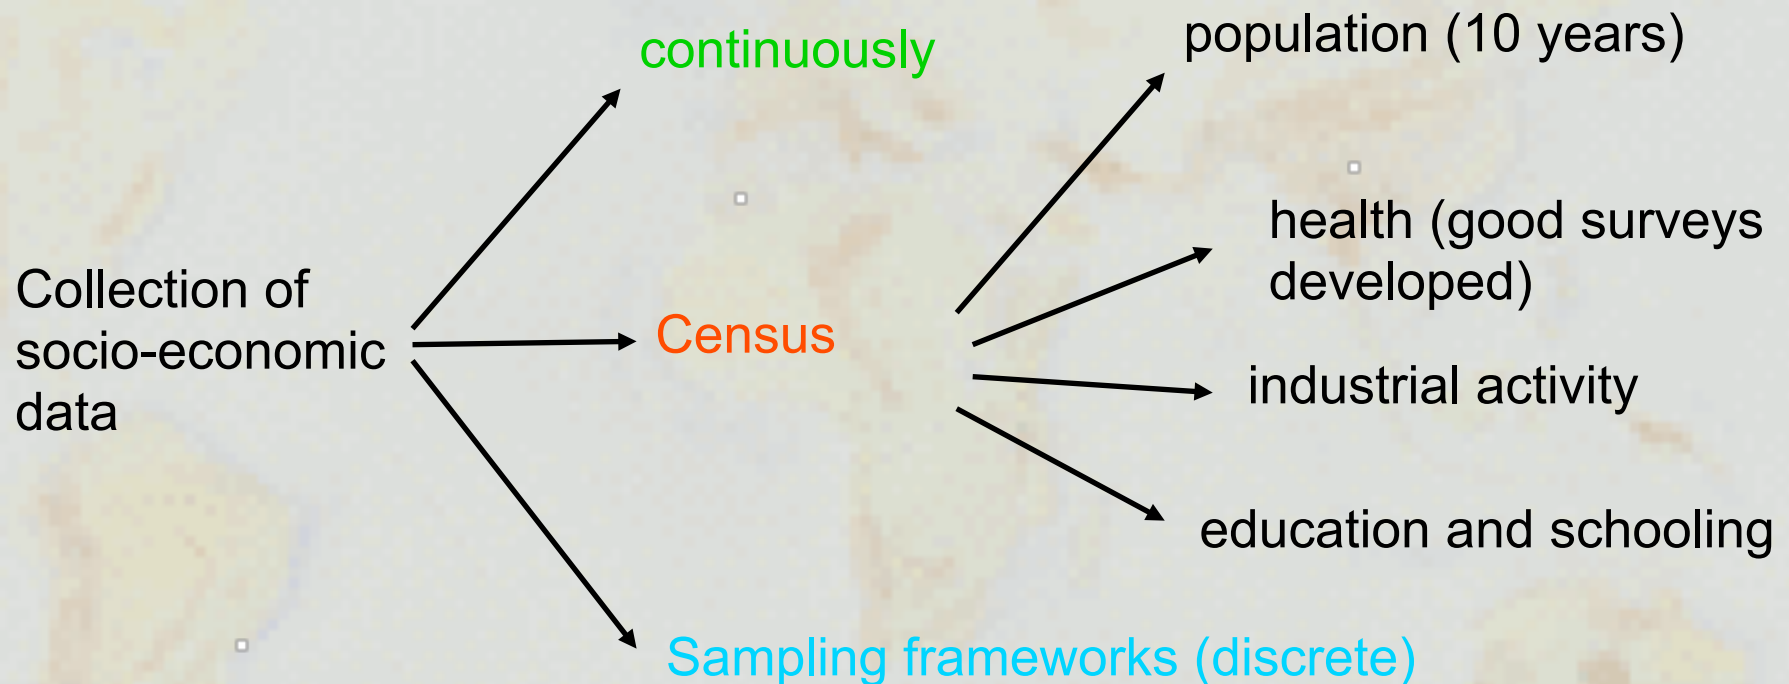 Collection of
socio-economic
data
continuously
Census
Sampling frameworks (discrete)
population (10 years)
health (good surveys
developed)
industrial activity
education and schooling